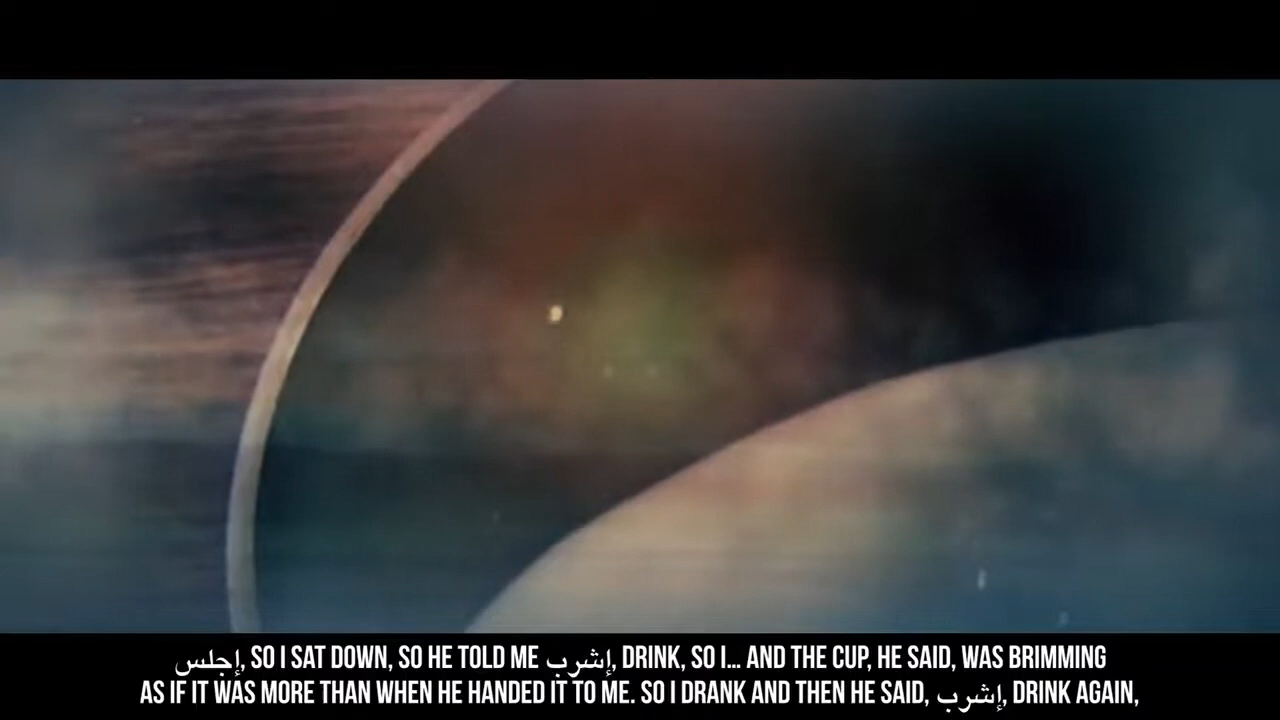 إجلس, SO I SAT DOWN, SO HE TOLD ME إشرب, DRINK, SO I... AND THE CUP, HE SAID, WAS BRIMMING
AS IF IT WAS MORE THAN WHEN HE HANDED IT TO ME. SO I DRANK AND THEN HE SAID, إشرب, DRINK AGAIN,